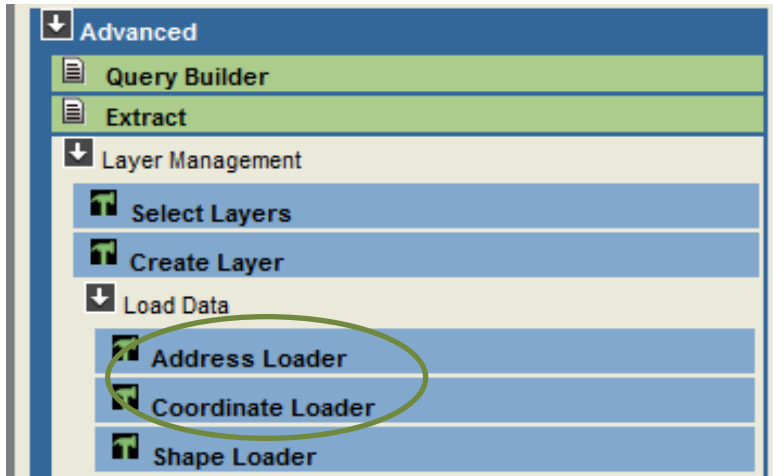 Advanced
Query Builder
Extract
Layer Management
Select Layers
Create Layer
Load Data
Address Loader
Coordinate Loader
Shape Loader